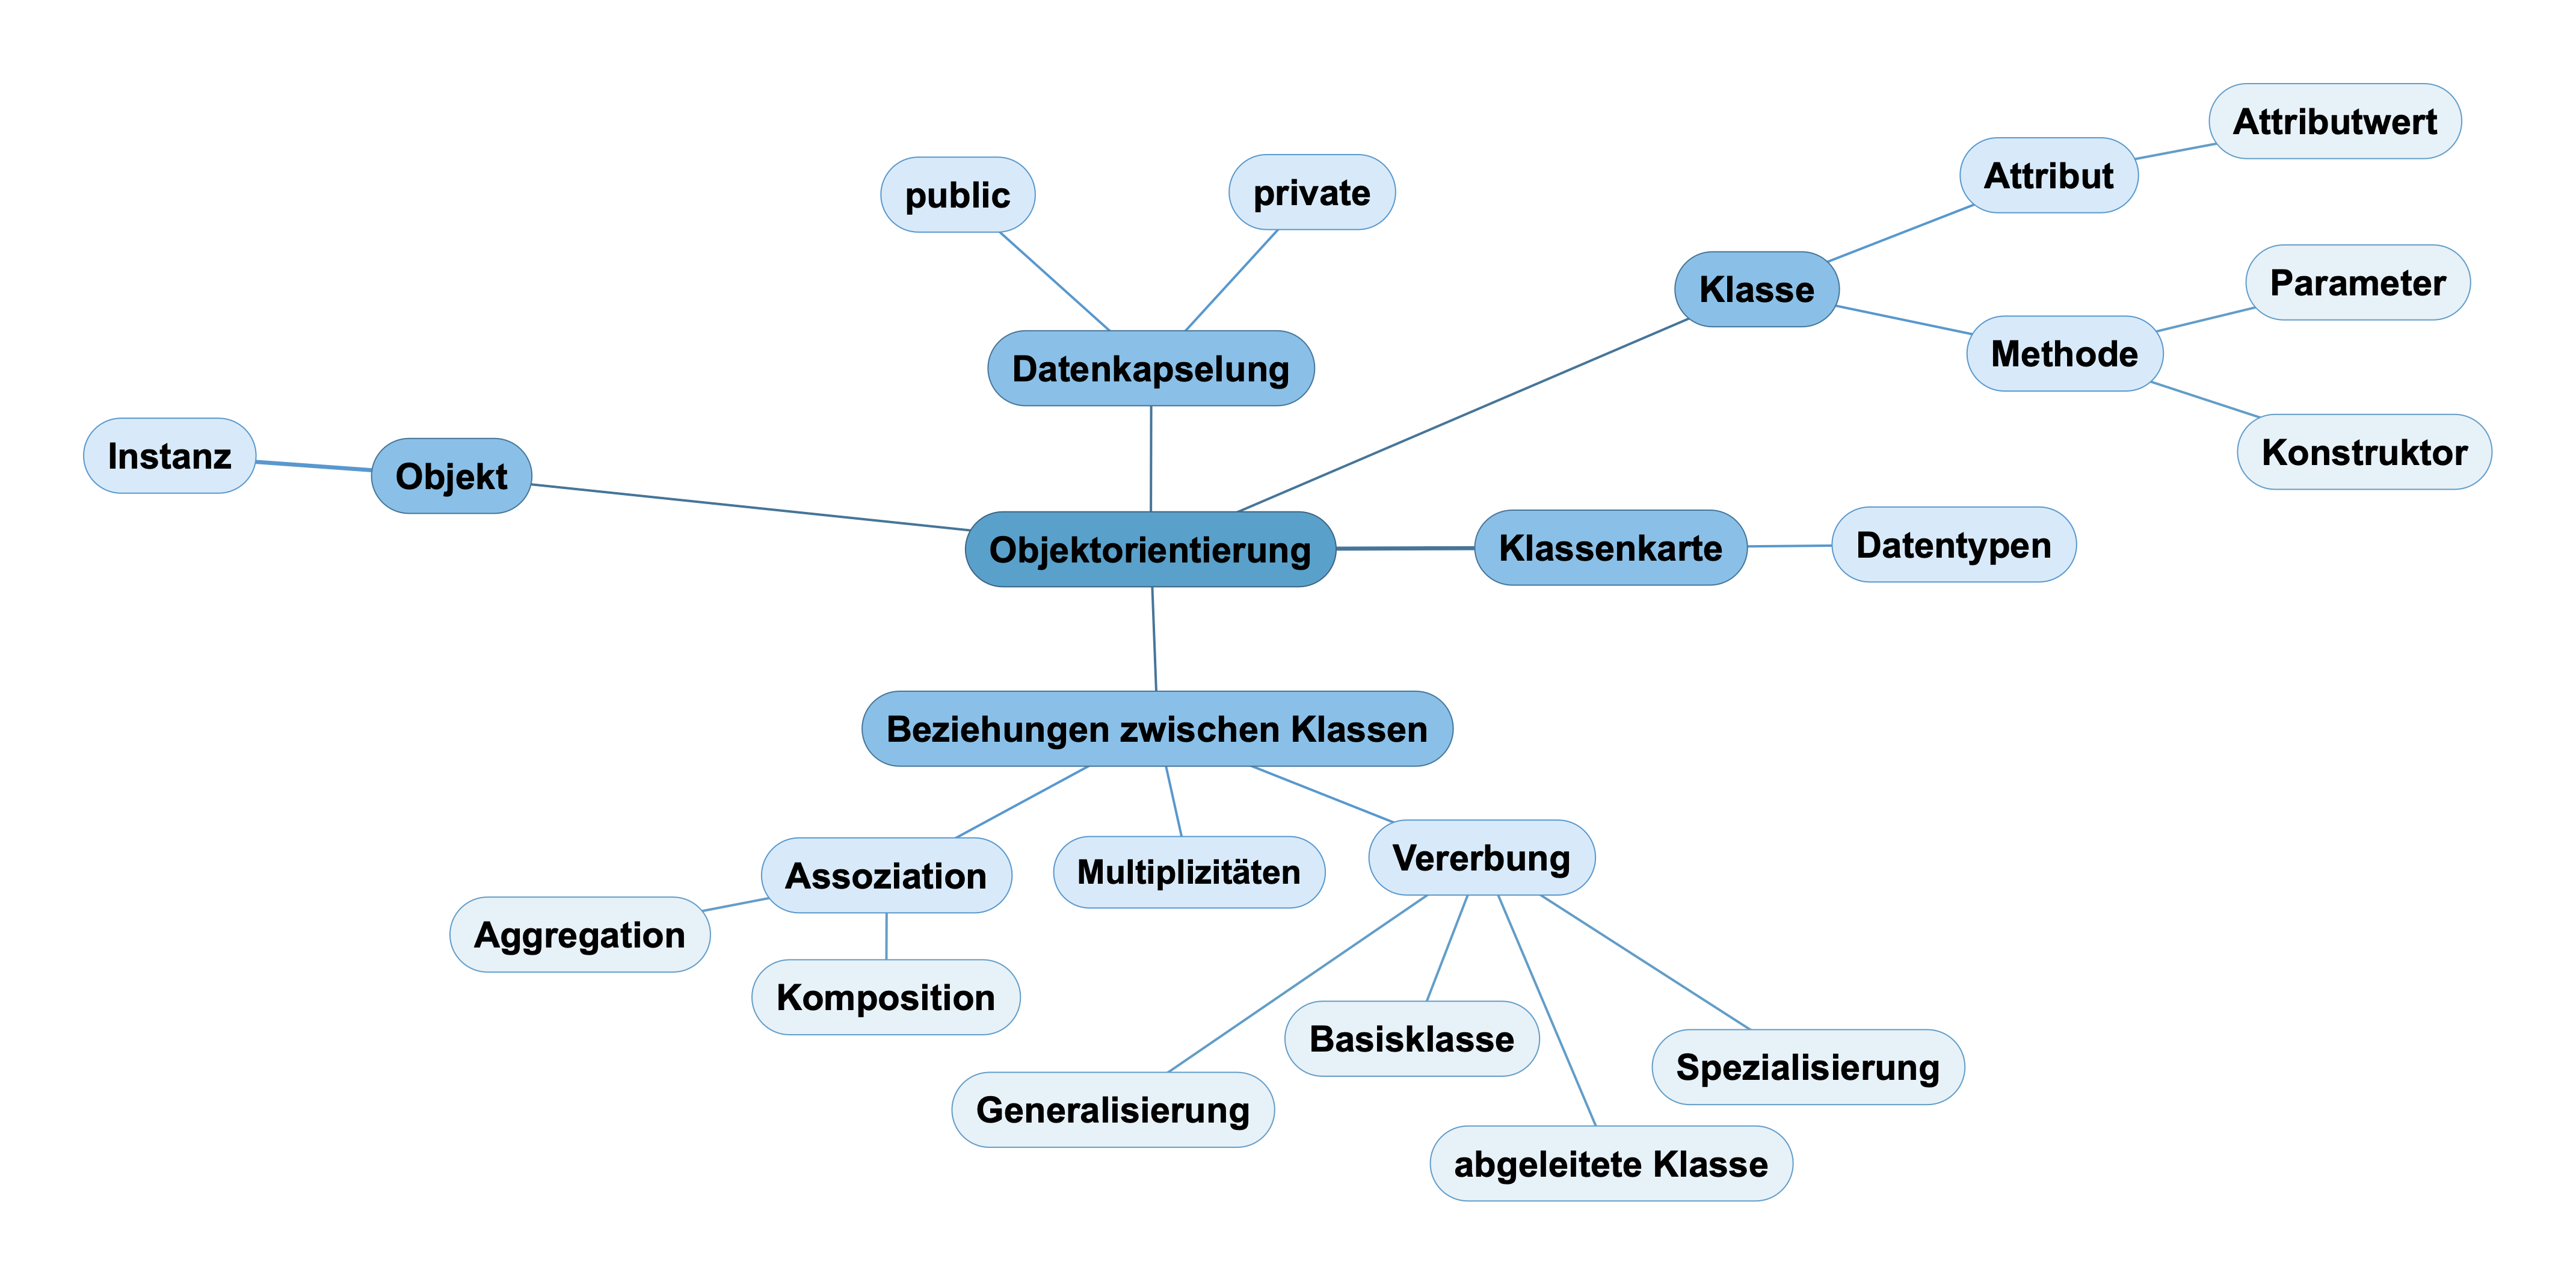 Attributwert
Attribut
public
private
Parameter
Klasse
Methode
Datenkapselung
Konstruktor
Instanz
Objekt
Objektorientierung
Klassenkarte
Datentypen
Beziehungen zwischen Klassen
Assoziation
Multiplizitäten
Vererbung
Aggregation
Komposition
Basisklasse
Spezialisierung
Generalisierung
abgeleitete Klasse